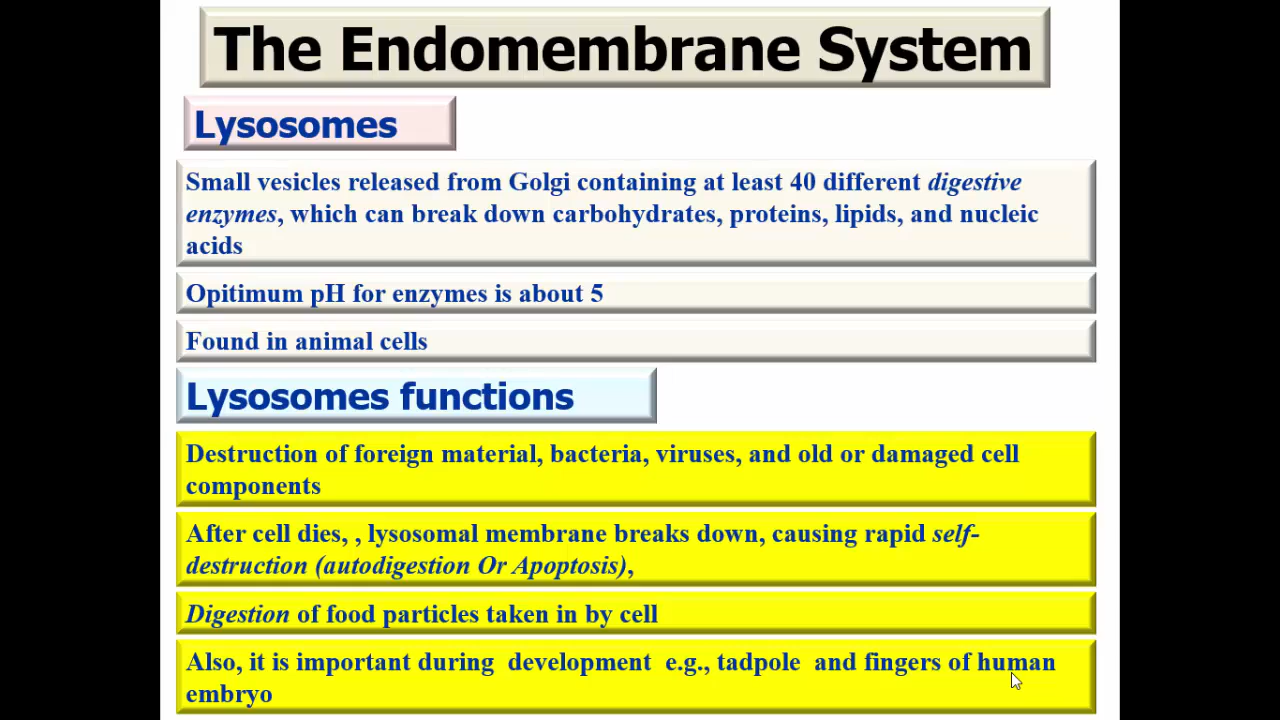 The Endomembrane System
Lysosomes
Small vesicles released from Golgi containing at least 40 different digestive
enzymes, which can break down carbohydrates, proteins, lipids, and nucleic
acids
Opitimum pH for enzymes is about 5
Found in animal cells
Lysosomes functions
Destruction of foreign material, bacteria, viruses, and old or damaged cell
components
After cell dies, , lysosomal membrane breaks down, causing rapid self-
destruction (autodigestion Or Apoptosis),
Digestion of food particles taken in by cell
Also, it is important during development e.g., tadpole and fingers of human
embryo